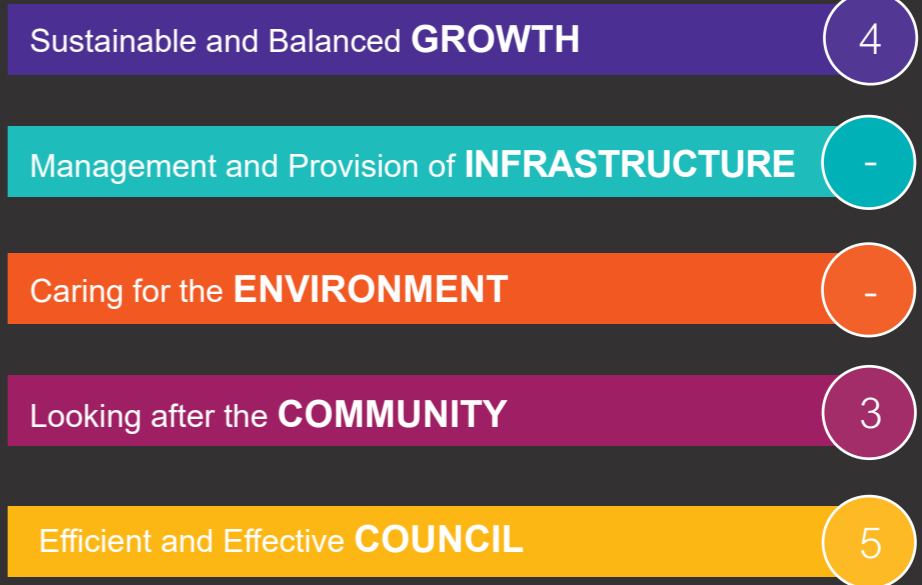 Sustainable and Balanced GROWTH 4
Management and Provision of INFRASTRUCTURE -
Caring for the ENVIRONMENT -
Looking after the COMMUNITY 3
Efficient and Effective COUNCIL 5